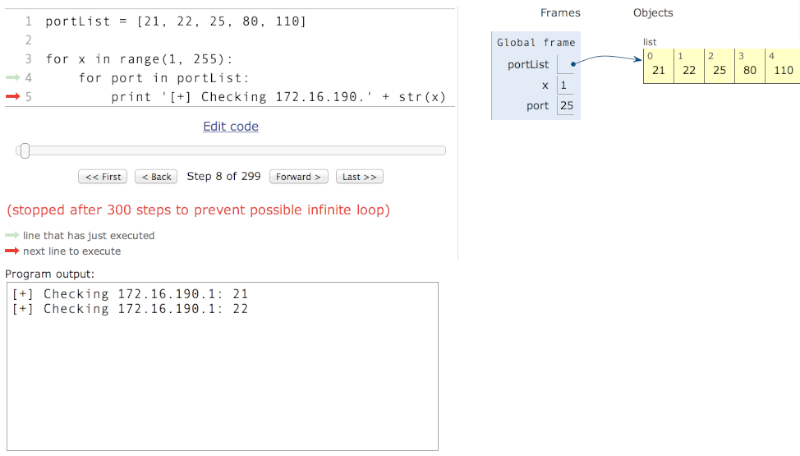 1 portList = [21, 22, 25, 80, 110]
2
3 for x in range(1, 255):
4 for port in portList:
5 print '[+] Checking 172.16.190.' + str(x)
Edit code
<< First < Back Step 8 of 299 Forward > Last >>
(stopped after 300 steps to prevent possible infinite loop)
line that has just executed
next line to execute
Program output:
[+] Checking 172.16.190.1: 21
[+] Checking 172.16.190.1: 22
Frames Objects
Global frame
portList
x 1
port 25
list
0 1 2 3 4
21 22 25 80 110